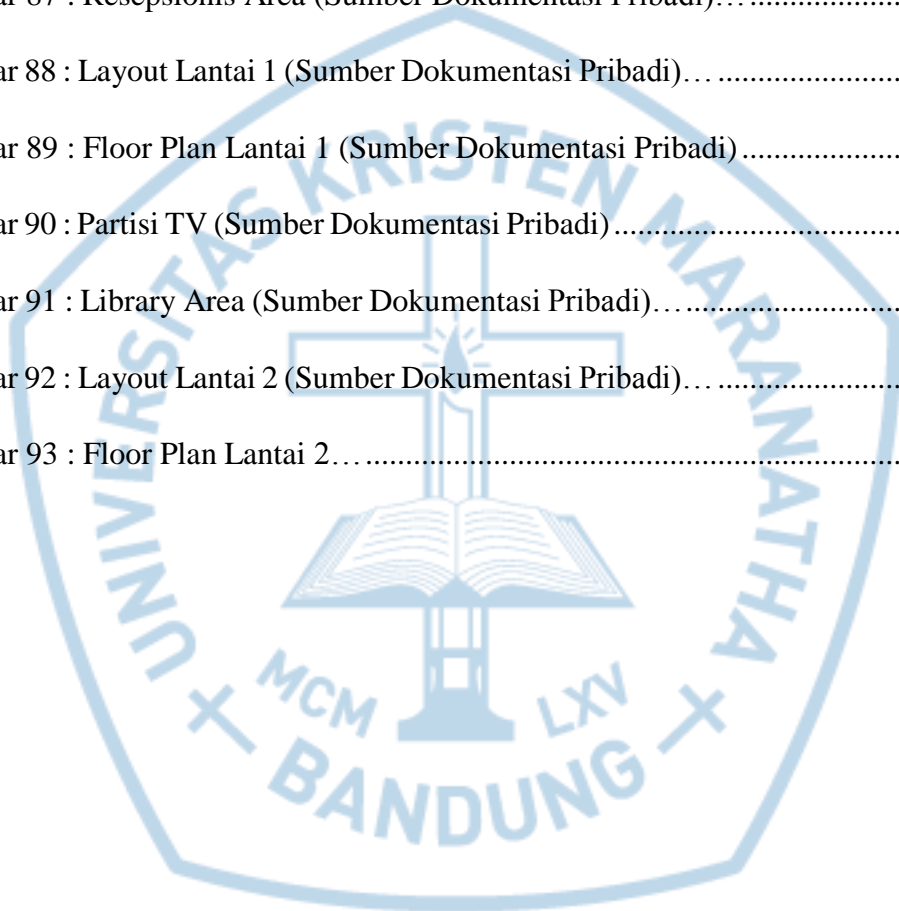 ar 87 : Resepsionis Area (Sumber Dokumentasi Pribadi)… ....................
ar 88 : Layout Lantai 1 (Sumber Dokumentasi Pribadi)… ........................
ar 89 : Floor Plan Lantai 1 (Sumber Dokumentasi Pribadi) .....................
ar 90 : Partisi TV (Sumber Dokumentasi Pribadi) .....................................
ar 91 : Library Area (Sumber Dokumentasi Pribadi)… ............................
ar 92 : Layout Lantai 2 (Sumber Dokumentasi Pribadi)… ........................
ar 93 : Floor Plan Lantai 2… .....................................................................
UNIVERSITAS KRISTEN MARANATHA
MCM LXV
BANDUNG